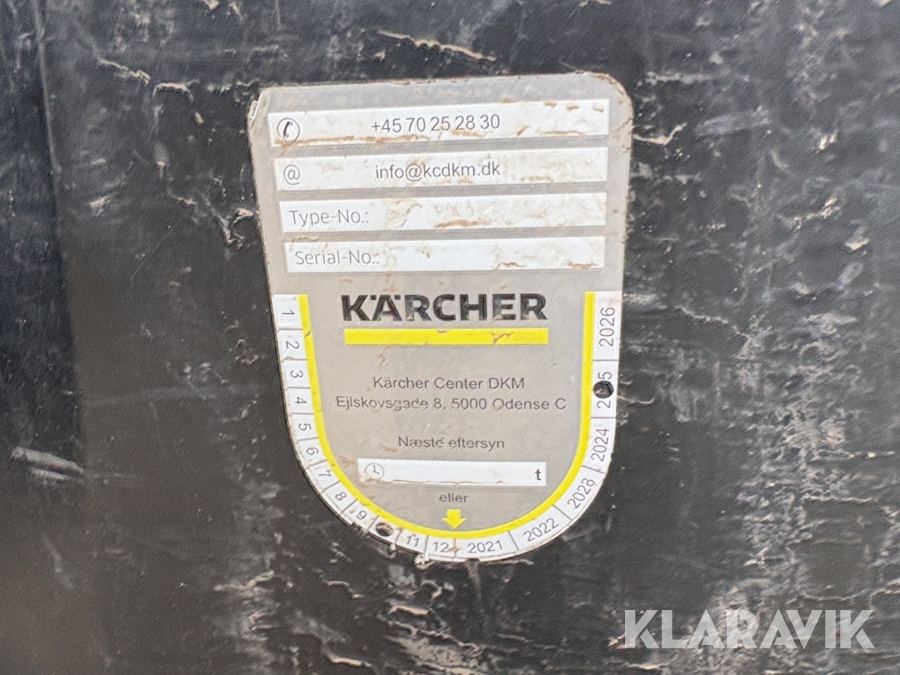 +45 70 25 28 30
@ info@kcdkm.dk
Type-No.:
Serial-No.:
KÄRCHER
Kärcher Center DKM
Ejlskovsgade 8, 5000 Odense C
Næste eftersyn
t
eller
1 2 3 4 5 6 7 8 9 11 12 2021 2022 2023 2024 2026
KLARAVIK